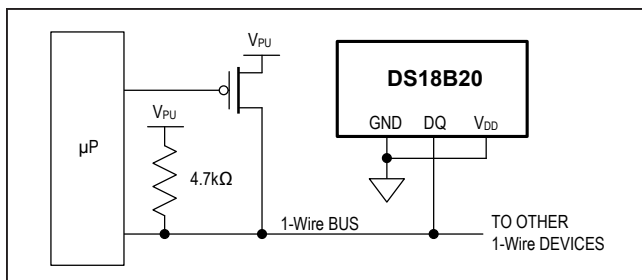 VPU
DS18B20
GND DQ VDD
VPU
µP
4.7kΩ
1-Wire BUS
TO OTHER
1-Wire DEVICES